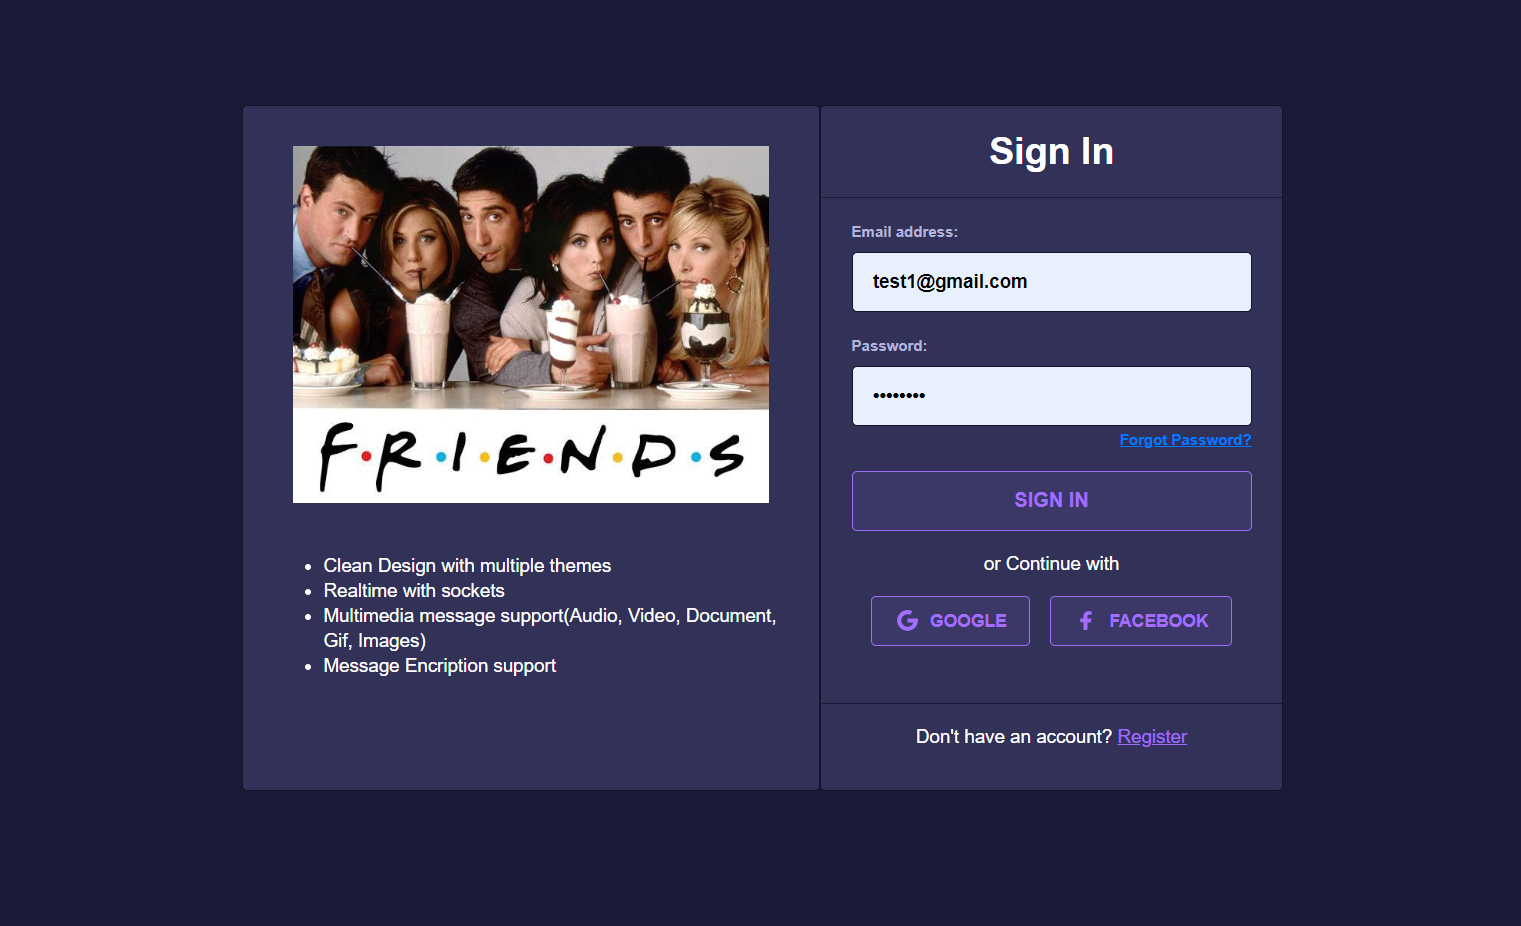 F·R·I·E·N·D·S
Clean Design with multiple themes
Realtime with sockets
Multimedia message support(Audio, Video, Document,
Gif, Images)
Message Encription support
Sign In
Email address:
test1@gmail.com
Password:
••••••••
Forgot Password?
SIGN IN
or Continue with
GOOGLE
FACEBOOK
Don't have an account? Register